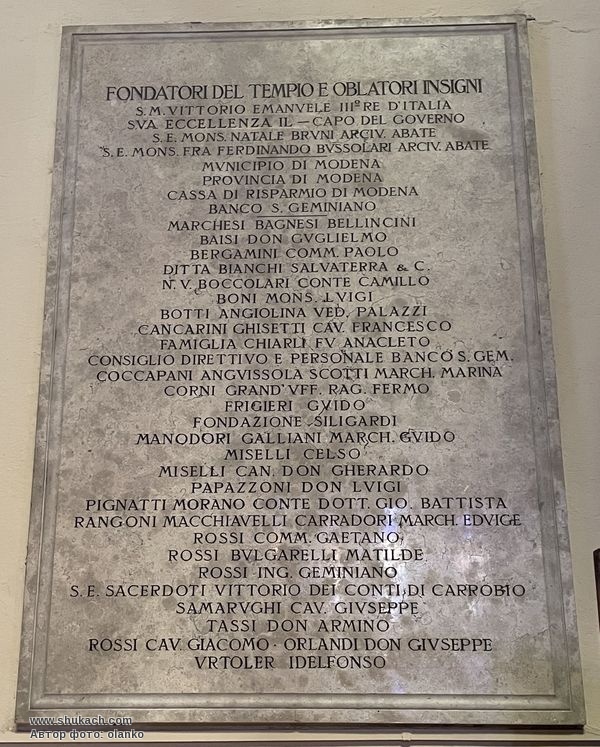 FONDATORI DEL TEMPIO E OBLATORI INSIGNI
S. M. VITTORIO EMANVELE IIIº RE D'ITALIA
SVA ECCELLENZA IL — CAPO DEL GOVERNO
S. E. MONS. NATALE BRVNI ARCIV. ABATE
S. E. MONS. FRA FERDINANDO BVSSOLARI ARCIV. ABATE
MVNICIPIO DI MODENA
PROVINCIA DI MODENA
CASSA DI RISPARMIO DI MODENA
BANCO S. GEMINIANO
MARCHESI BAGNESI BELLINCINI
BAISI DON GVGLIELMO
BERGAMINI COMM. PAOLO
DITTA BIANCHI SALVATERRA & C.
N. V. BOCCOLARI CONTE CAMILLO
BONI MONS. LVIGI
BOTTI ANGIOLINA VED. PALAZZI
CANCARINI GHISETTI CAV. FRANCESCO
FAMIGLIA CHIARLI FV ANACLETO
CONSIGLIO DIRETTIVO E PERSONALE BANCO S. GEM.
COCCAPANI ANGVISSOLA SCOTTI MARCH. MARINA
CORNI GRAND'VFF. RAG. FERMO
FRIGIERI GVIDO
FONDAZIONE SILIGARDI
MANODORI GALLIANI MARCH. GVIDO
MISELLI CELSO
MISELLI CAN. DON GHERARDO
PAPAZZONI DON LVIGI
PIGNATTI MORANO CONTE DOTT. GIO. BATTISTA
RANGONI MACCHIAVELLI CARRADORI MARCH. EDVIGE
ROSSI COMM. GAETANO
ROSSI BVLGARELLI MATILDE
ROSSI ING. GEMINIANO
S. E. SACERDOTI VITTORIO DEI CONTI DI CARROBIO
SAMARVGHI CAV. GIVSEPPE
TASSI DON ARMINO
ROSSI CAV. GIACOMO · ORLANDI DON GIVSEPPE
VRTOLER IDELFONSO
www.shukach.com
Автор фото: olanko